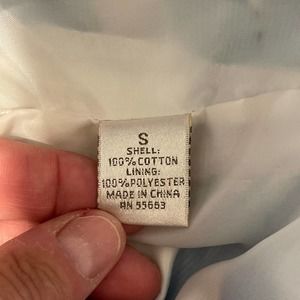 S
SHELL:
100% COTTON
LINING:
100% POLYESTER
MADE IN CHINA
RN 55663